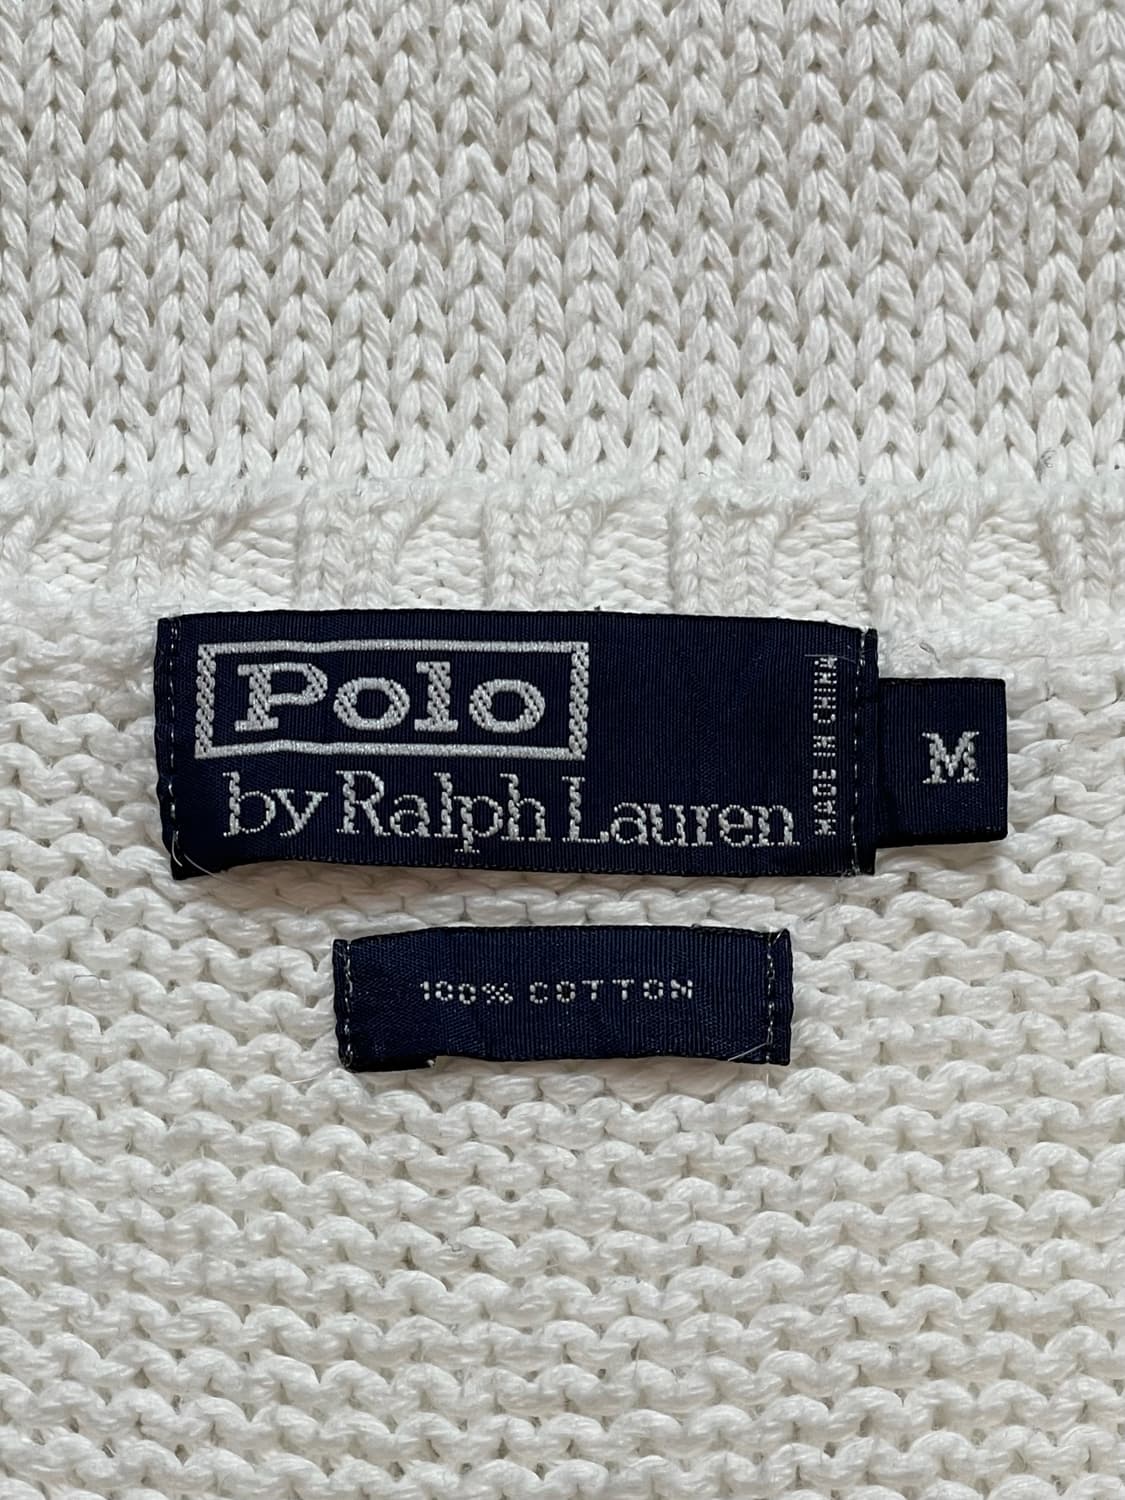 Polo
by Ralph Lauren
MADE IN CHINA
M
100% COTTON